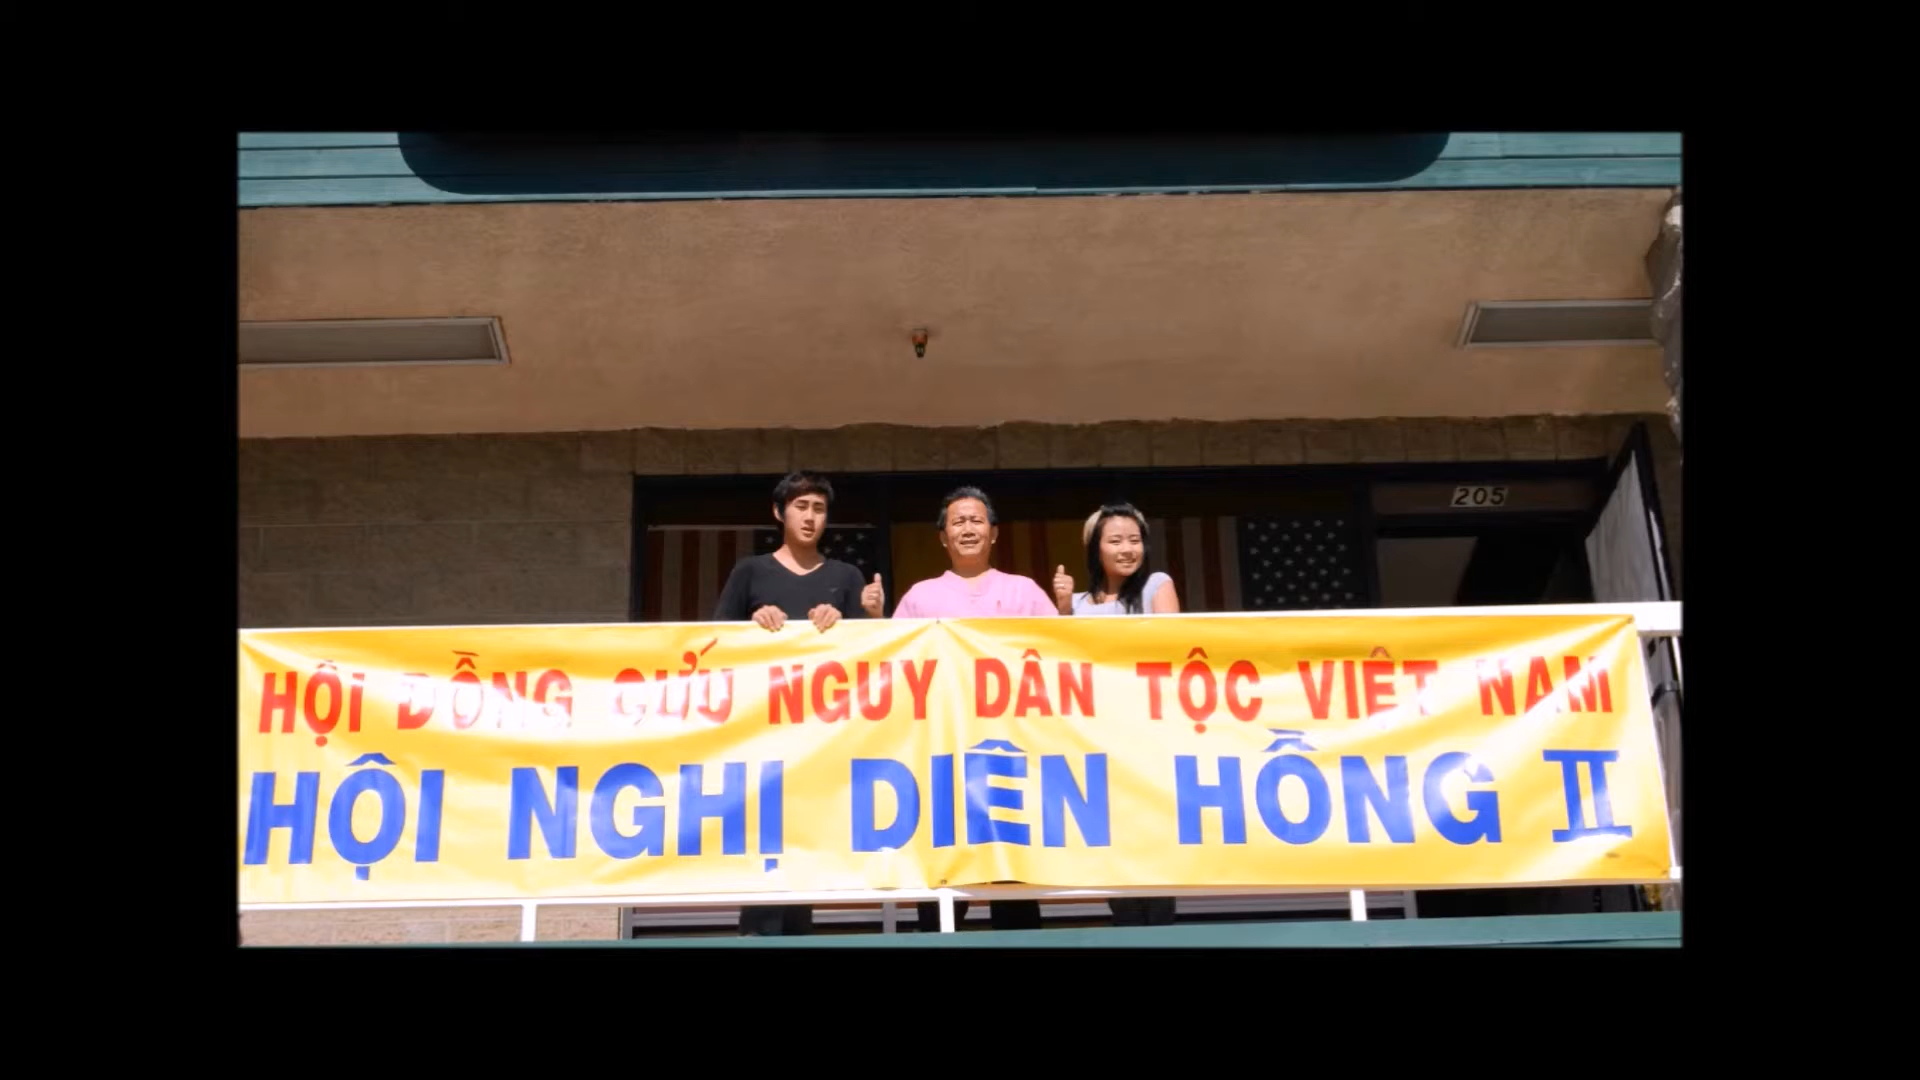 205
HỘI ĐỒNG CỨU NGUY DÂN TỘC VIỆT NAM
HỘI NGHỊ DIÊN HỒNG II